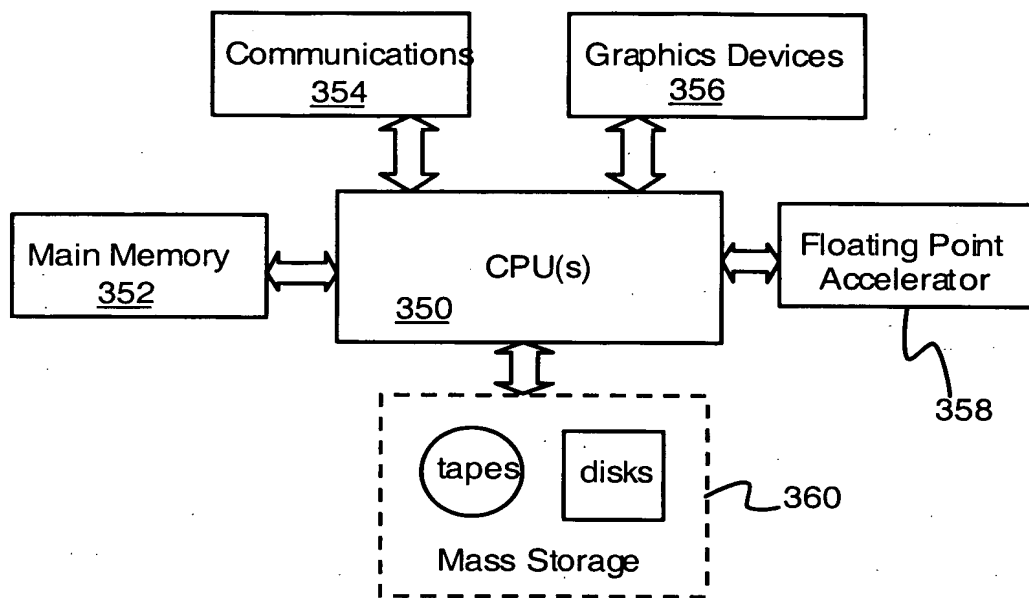 Communications
354
Graphics Devices
356
Main Memory
352
CPU(s)
350
Floating Point
Accelerator
358
tapes
disks
360
Mass Storage